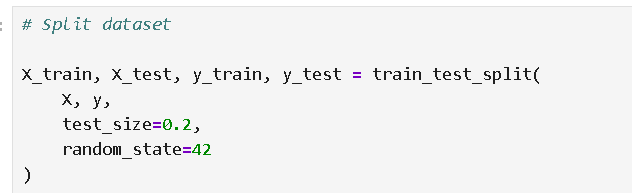 # Split dataset
X_train, X_test, y_train, y_test = train_test_split(
    X, y,
    test_size=0.2,
    random_state=42
)